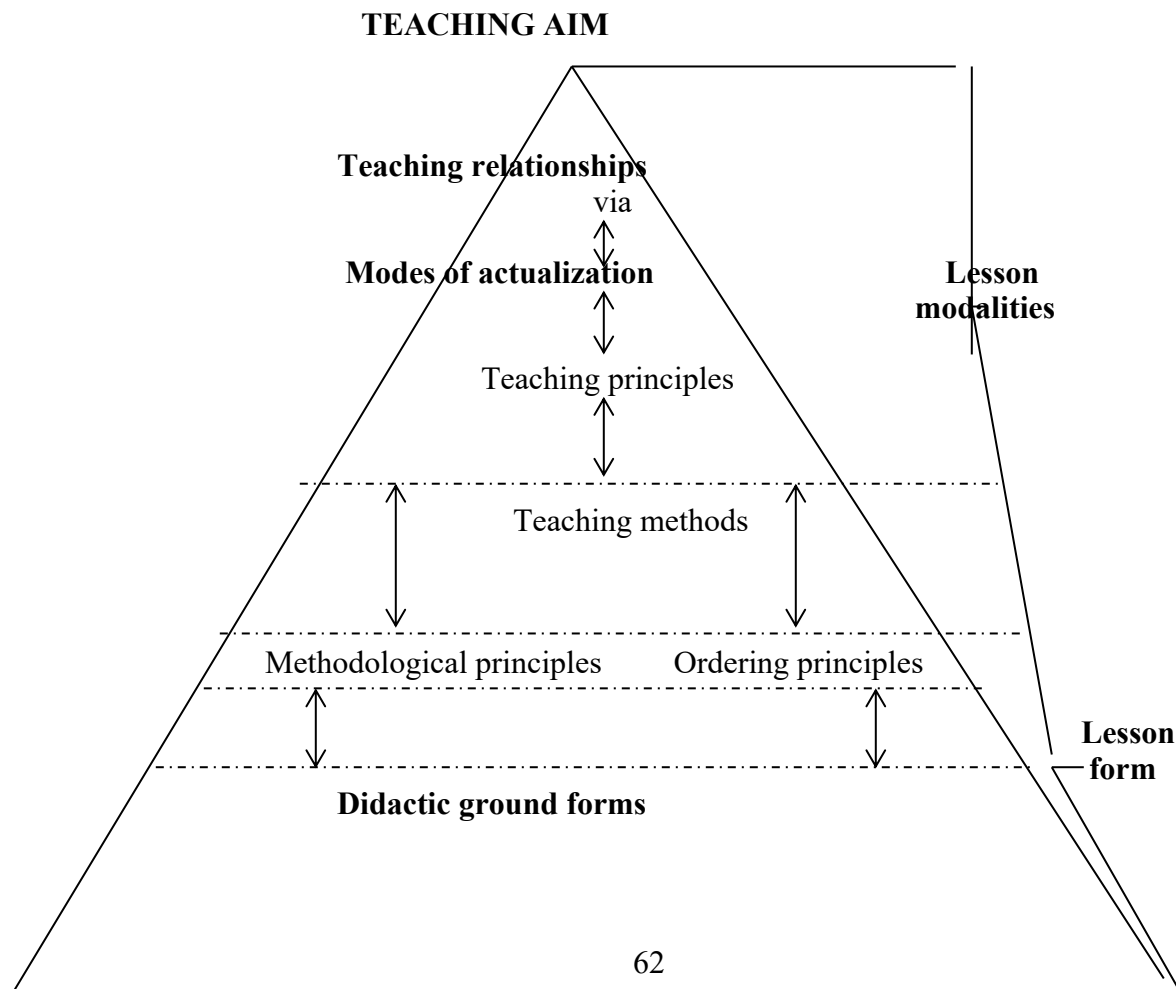 TEACHING AIM
Teaching relationships
via
Modes of actualization
Lesson
modalities
Teaching principles
Teaching methods
Methodological principles
Ordering principles
Lesson
form
Didactic ground forms
62